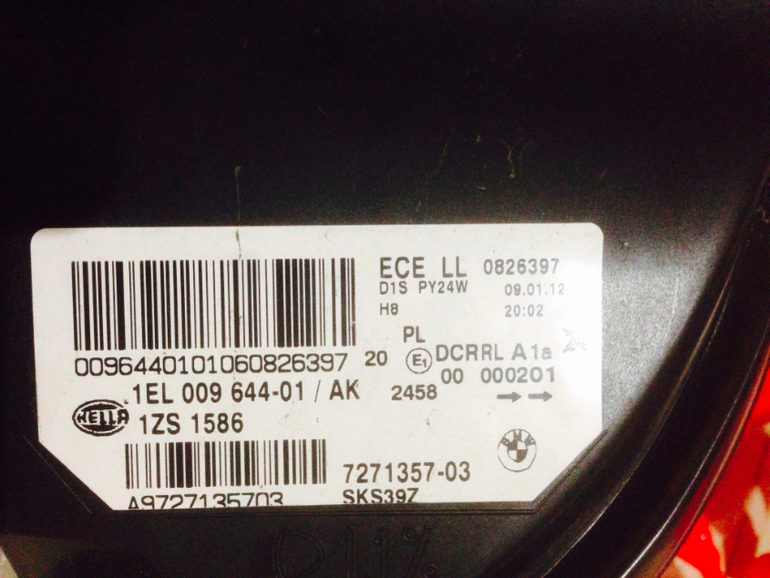 ECE LL 0826397
D1S PY24W 09.01.12
H8 20:02
0096440101060826397
20 PL E1 DCRRL A1a
2458 00 000201
1EL 009 644-01 / AK
HELLA
1ZS 1586
BMW
7271357-03
A9727135703
SKS39Z